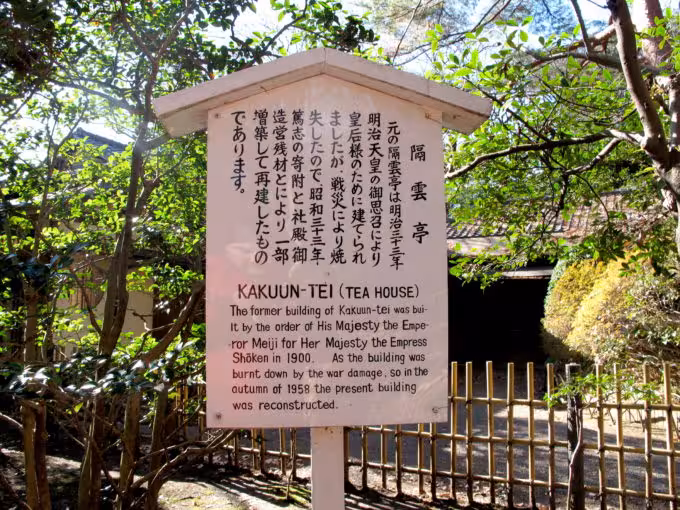 隔雲亭
元の隔雲亭は明治三十三年
明治天皇の御思召により
皇后様のために建てられ
ましたが、戦災により焼
失したので昭和三十三年、
篤志の寄附と社殿御
造営残材とにより一部
増築して再建したもの
であります。
KAKUUN-TEI (TEA HOUSE)
The former building of Kakuun-tei was bui-
lt by the order of His Majesty the Empe-
ror Meiji for Her Majesty the Empress
Shōken in 1900. As the building was
burnt down by the war damage, so in the
autumn of 1958 the present building
was reconstructed.